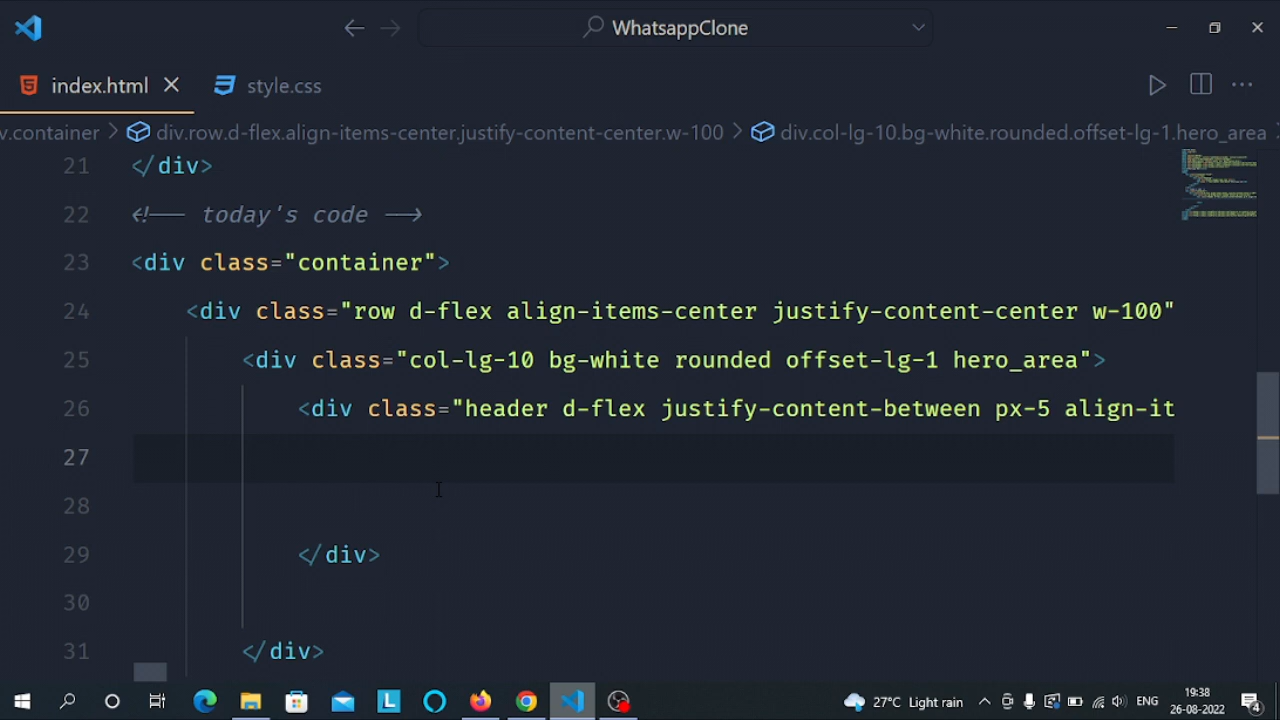 WhatsappClone
index.html style.css
v.container > div.row.d-flex.align-items-center.justify-content-center.w-100 > div.col-lg-10.bg-white.rounded.offset-lg-1.hero_area
21 </div>
22 <!-- today's code -->
23 <div class="container">
24 <div class="row d-flex align-items-center justify-content-center w-100"
25 <div class="col-lg-10 bg-white rounded offset-lg-1 hero_area">
26 <div class="header d-flex justify-content-between px-5 align-it
27
28
29 </div>
30
31 </div>
L 27°C Light rain ENG 19:38
26-08-2022 4